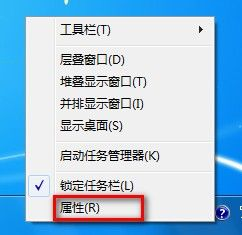 工具栏(T)
层叠窗口(D)
堆叠显示窗口(T)
并排显示窗口(I)
显示桌面(S)
启动任务管理器(K)
锁定任务栏(L)
属性(R)